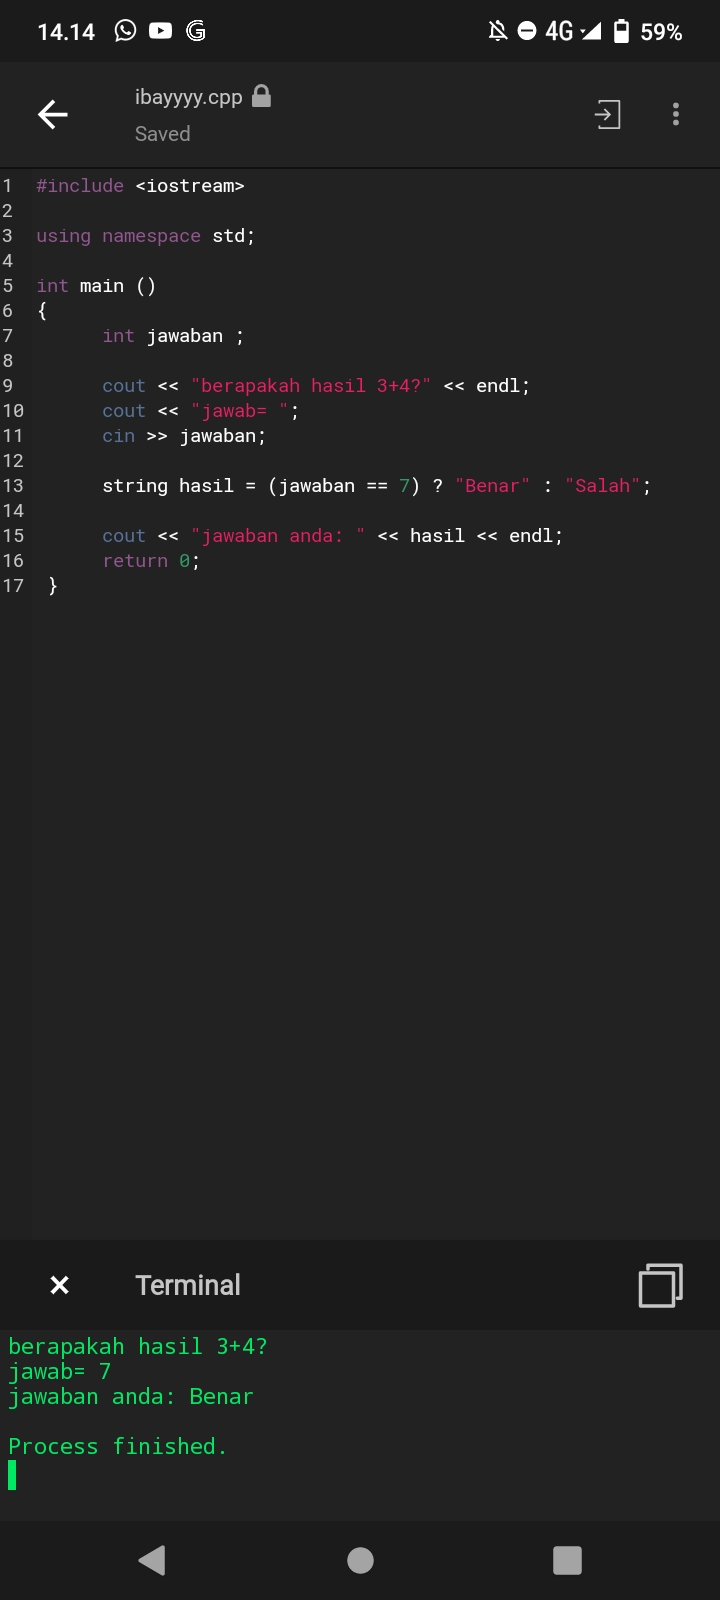 14.14 4G 59%
ibayyyy.cpp
Saved
1 #include <iostream>
2
3 using namespace std;
4
5 int main ()
6 {
7 int jawaban ;
8
9 cout << "berapakah hasil 3+4?" << endl;
10 cout << "jawab= ";
11 cin >> jawaban;
12
13 string hasil = (jawaban == 7) ? "Benar" : "Salah";
14
15 cout << "jawaban anda: " << hasil << endl;
16 return 0;
17 }
Terminal
berapakah hasil 3+4?
jawab= 7
jawaban anda: Benar
Process finished.